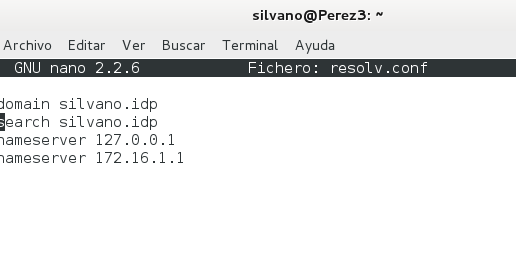 silvano@Perez3: ~
Archivo Editar Ver Buscar Terminal Ayuda
GNU nano 2.2.6 Fichero: resolv.conf
domain silvano.idp
search silvano.idp
nameserver 127.0.0.1
nameserver 172.16.1.1